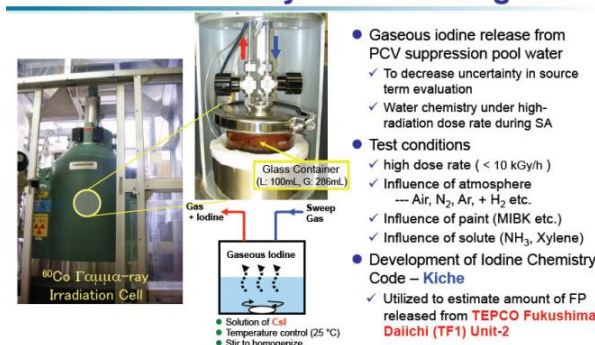 Glass Container
(L: 100mL, G: 286mL)
⁶⁰Co Γαμμα-ray
Irradiation Cell
Gas
+ Iodine
Sweep
Gas
Gaseous Iodine
● Solution of CsI
● Temperature control (25 °C)
● Stir to homogenize
● Gaseous iodine release from
PCV suppression pool water
✓ To decrease uncertainty in source
term evaluation
✓ Water chemistry under high-
radiation dose rate during SA
● Test conditions
✓ high dose rate ( < 10 kGy/h )
✓ Influence of atmosphere
--- Air, N₂, Ar, + H₂ etc.
✓ Influence of paint (MIBK etc.)
✓ Influence of solute (NH₃, Xylene)
● Development of Iodine Chemistry
Code – Kiche
✓ Utilized to estimate amount of FP
released from TEPCO Fukushima
Daiichi (TF1) Unit-2